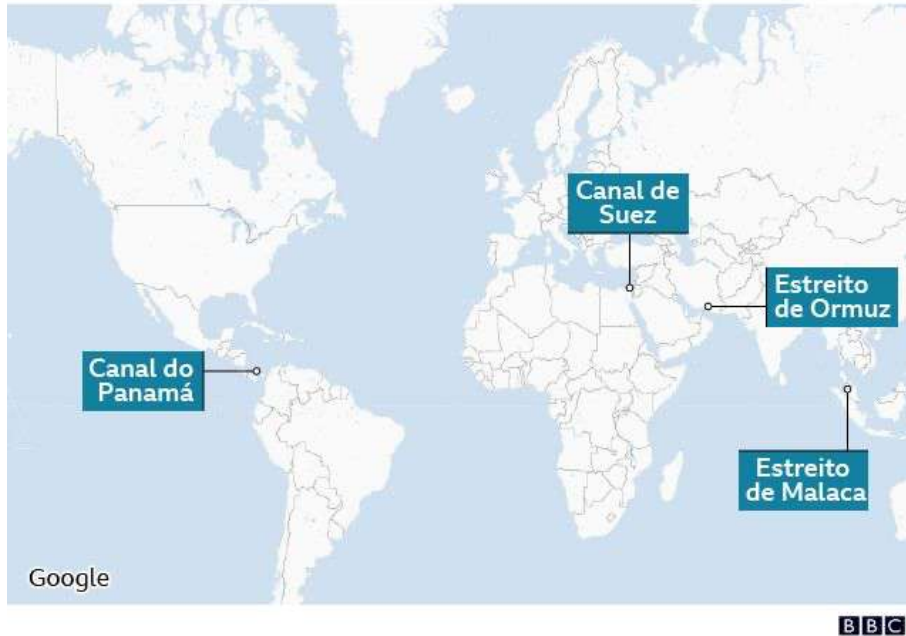 Canal de
Suez
Estreito
de Ormuz
Canal do
Panamá
Estreito
de Malaca
Google
BBC